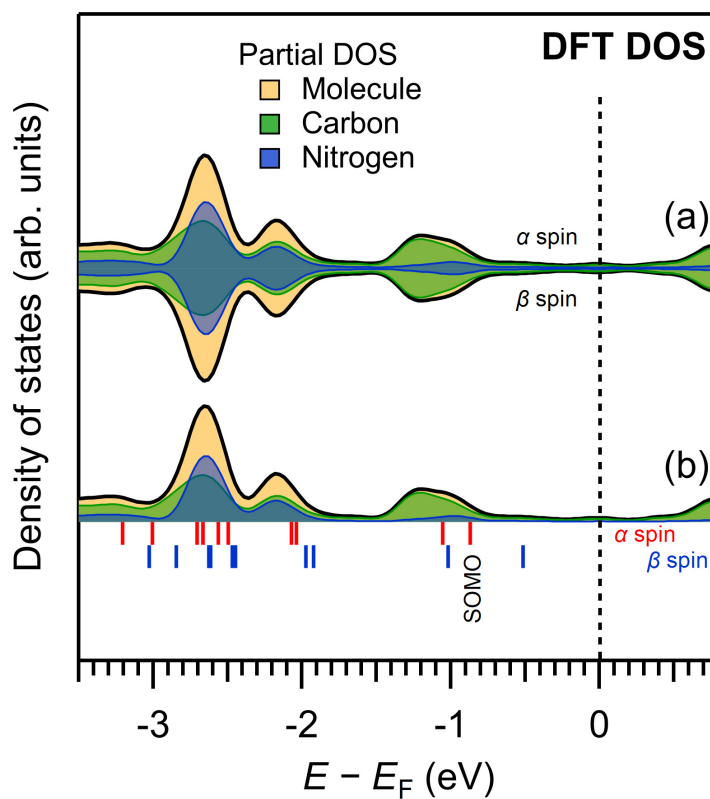 DFT DOS
Partial DOS
Molecule
Carbon
Nitrogen
(a)
α spin
β spin
(b)
α spin
β spin
SOMO
Density of states (arb. units)
-3 -2 -1 0
E − EF (eV)